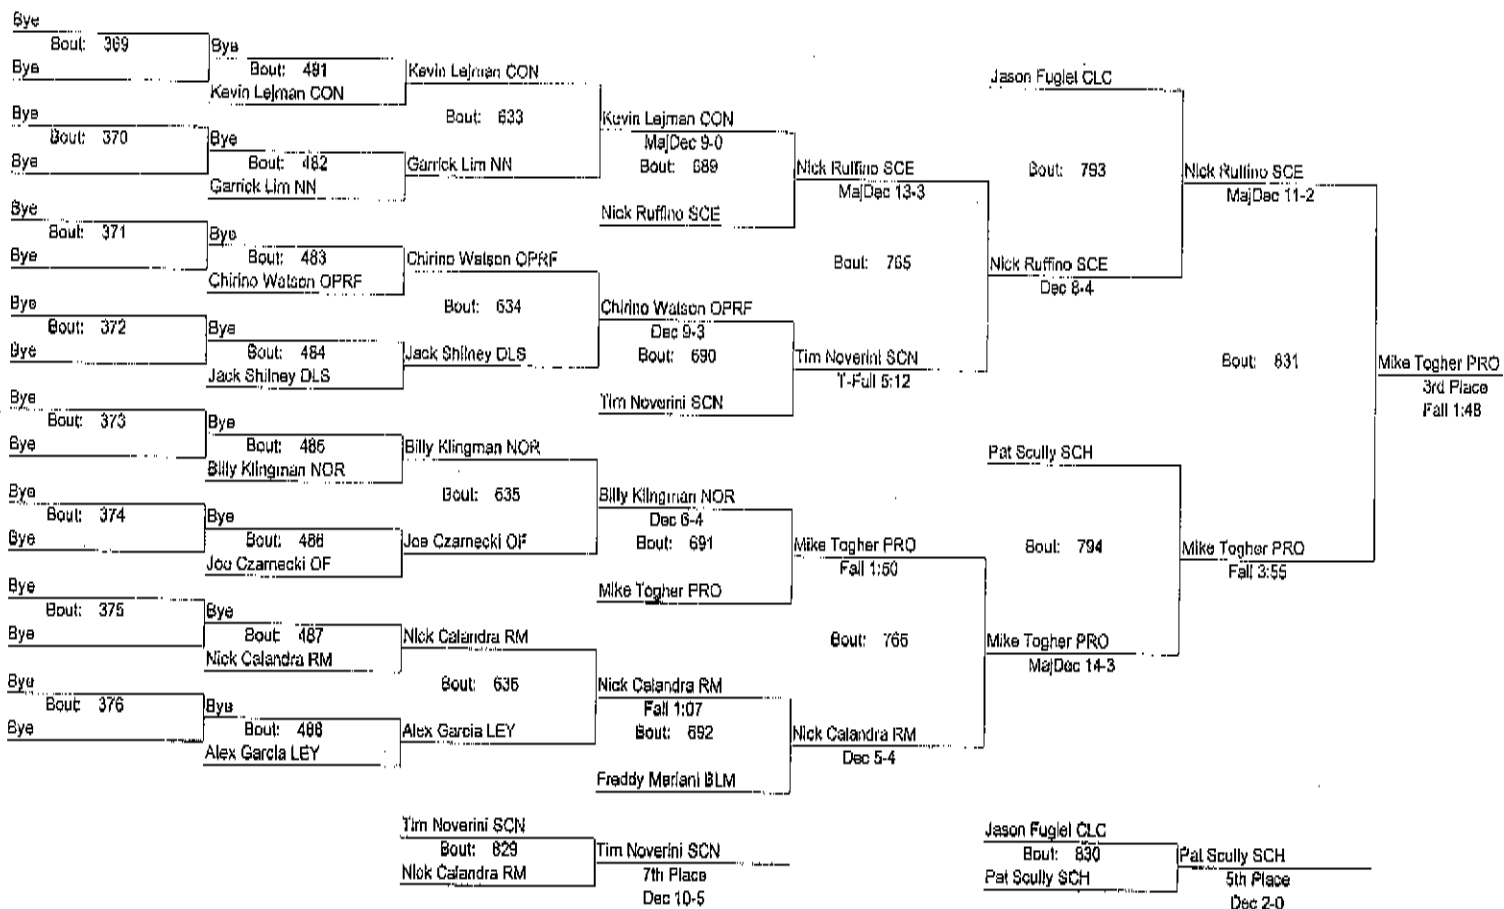 Bye
Bout: 369
Bye
Bye
Bout: 370
Bye
Bye
Bout: 371
Bye
Bye
Bout: 372
Bye
Bye
Bout: 373
Bye
Bye
Bout: 374
Bye
Bye
Bout: 375
Bye
Bye
Bout: 376
Bye
Bye
Bout: 481
Kevin Lejman CON
Bye
Bout: 482
Garrick Lim NN
Bye
Bout: 483
Chirino Watson OPRF
Bye
Bout: 484
Jack Shilney DLS
Bye
Bout: 485
Billy Klingman NOR
Bye
Bout: 486
Joe Czarnecki OF
Bye
Bout: 487
Nick Calandra RM
Bye
Bout: 488
Alex Garcia LEY
Kevin Lejman CON
Bout: 633
Garrick Lim NN
Chirino Watson OPRF
Bout: 634
Jack Shilney DLS
Billy Klingman NOR
Bout: 635
Joe Czarnecki OF
Nick Calandra RM
Bout: 636
Alex Garcia LEY
Kevin Lejman CON
MajDec 9-0
Bout: 689
Nick Ruffino SCE
Chirino Watson OPRF
Dec 9-3
Bout: 690
Tim Noverini SCN
Billy Klingman NOR
Dec 6-4
Bout: 691
Mike Togher PRO
Nick Calandra RM
Fall 1:07
Bout: 692
Freddy Mariani BLM
Nick Ruffino SCE
MajDec 13-3
Bout: 765
Tim Noverini SCN
T-Fall 5:12
Mike Togher PRO
Fall 1:50
Bout: 766
Nick Calandra RM
Dec 5-4
Jason Fugiel CLC
Bout: 793
Nick Ruffino SCE
Dec 8-4
Pat Scully SCH
Bout: 794
Mike Togher PRO
MajDec 14-3
Nick Ruffino SCE
MajDec 11-2
Bout: 831
Mike Togher PRO
Fall 3:55
Mike Togher PRO
3rd Place
Fall 1:48
Tim Noverini SCN
Bout: 829
Nick Calandra RM
Tim Noverini SCN
7th Place
Dec 10-5
Jason Fugiel CLC
Bout: 830
Pat Scully SCH
Pat Scully SCH
5th Place
Dec 2-0